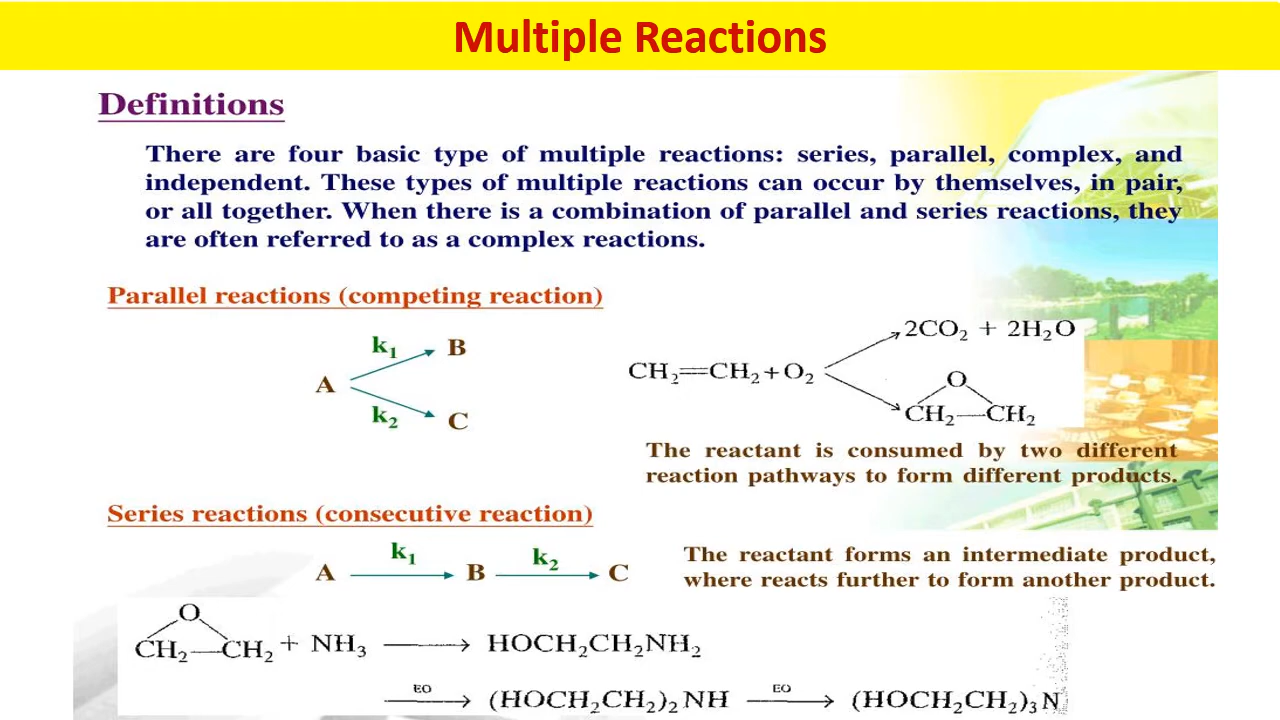 Multiple Reactions
Definitions
There are four basic type of multiple reactions: series, parallel, complex, and
independent. These types of multiple reactions can occur by themselves, in pair,
or all together. When there is a combination of parallel and series reactions, they
are often referred to as a complex reactions.
Parallel reactions (competing reaction)
k₁
A
B
k₂
C
2CO₂ + 2H₂O
CH₂=CH₂+O₂
O
CH₂—CH₂
The reactant is consumed by two different
reaction pathways to form different products.
Series reactions (consecutive reaction)
A k₁ → B k₂ → C
The reactant forms an intermediate product,
where reacts further to form another product.
O
CH₂—CH₂ + NH₃ → HOCH₂CH₂NH₂
EO → (HOCH₂CH₂)₂NH EO → (HOCH₂CH₂)₃N